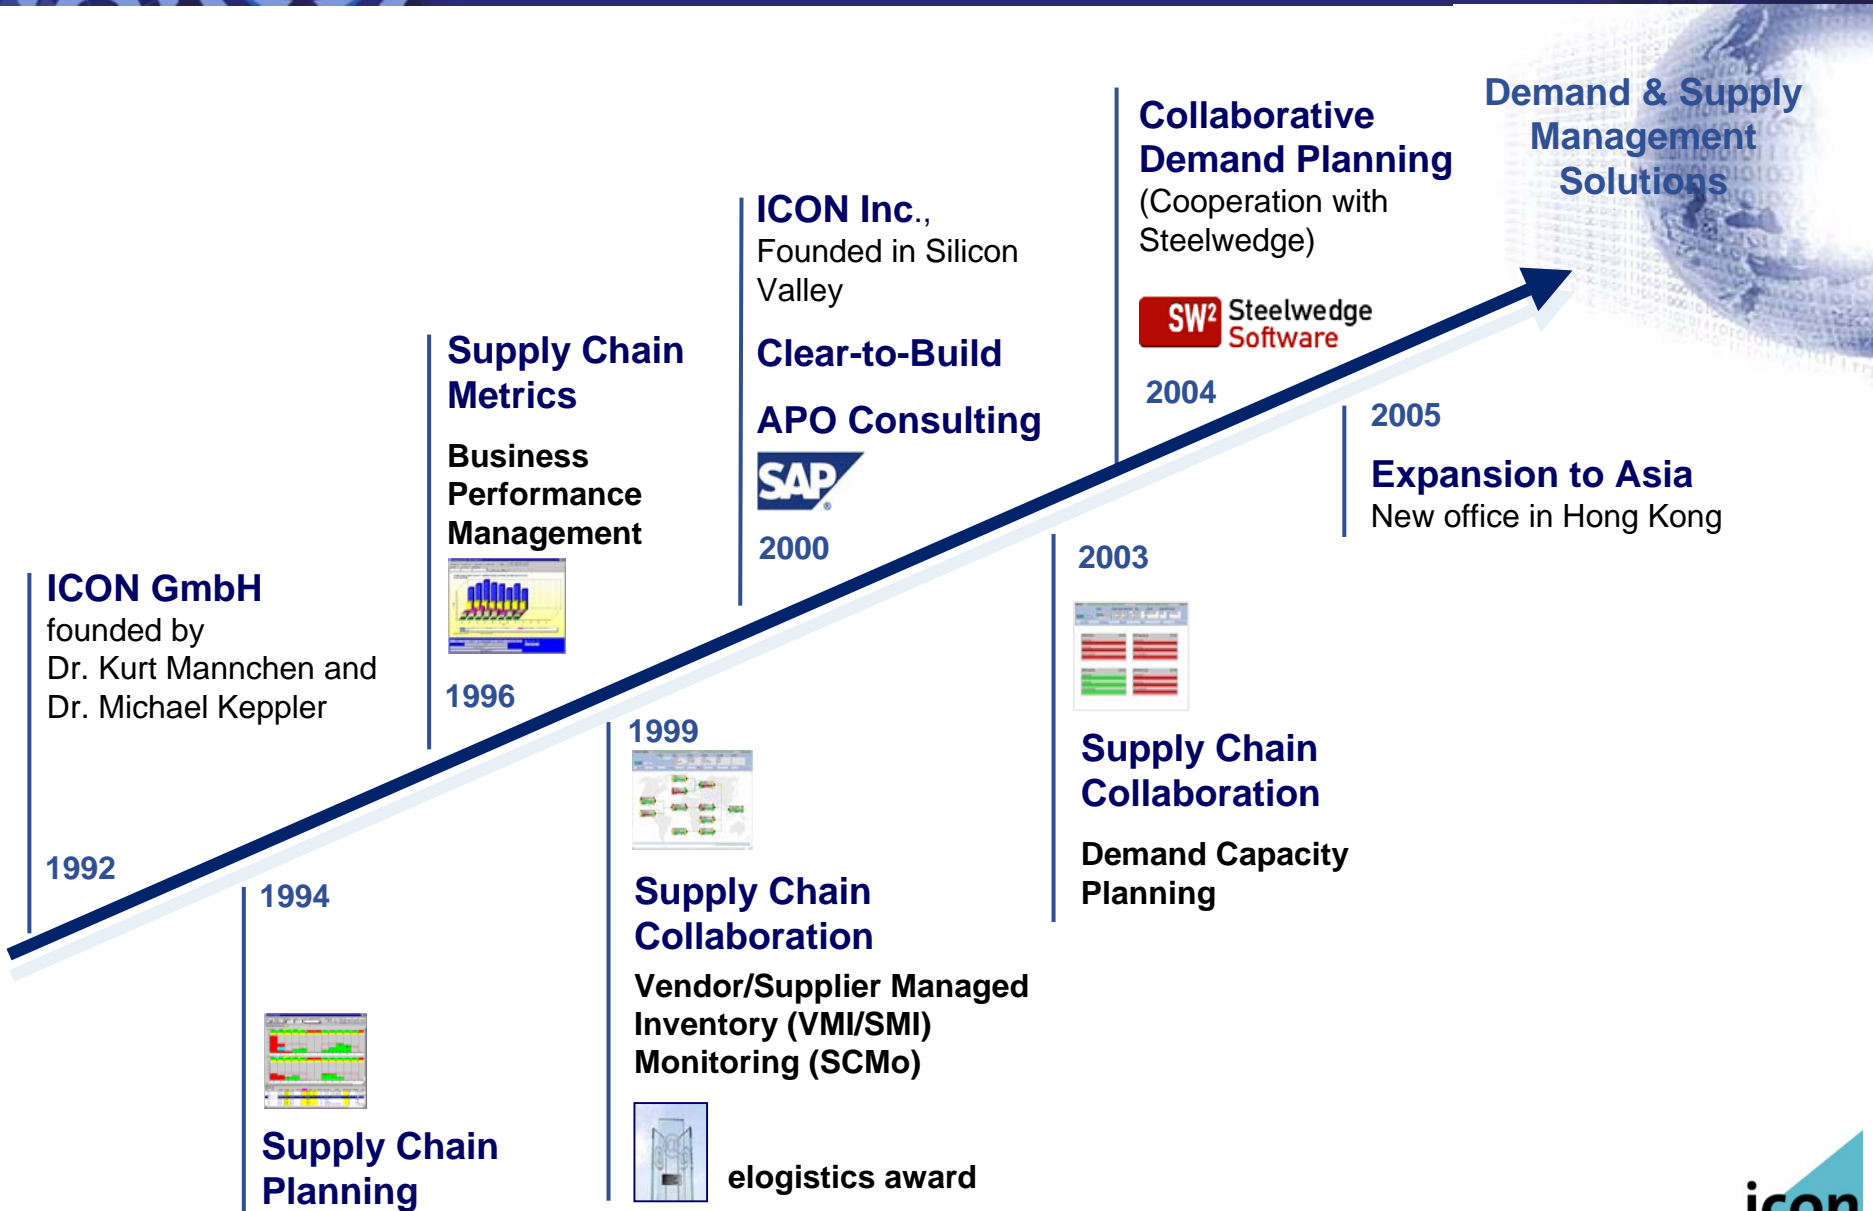 Demand & Supply
Management
Solutions
Collaborative
Demand Planning
(Cooperation with
Steelwedge)
SW² Steelwedge
Software
2004
ICON Inc.,
Founded in Silicon
Valley
Clear-to-Build
APO Consulting
SAP®
2000
Supply Chain
Metrics
Business
Performance
Management
1996
ICON GmbH
founded by
Dr. Kurt Mannchen and
Dr. Michael Keppler
1992
1994
Supply Chain
Planning
1999
Supply Chain
Collaboration
Vendor/Supplier Managed
Inventory (VMI/SMI)
Monitoring (SCMo)
elogistics award
2003
Supply Chain
Collaboration
Demand Capacity
Planning
2005
Expansion to Asia
New office in Hong Kong
icon